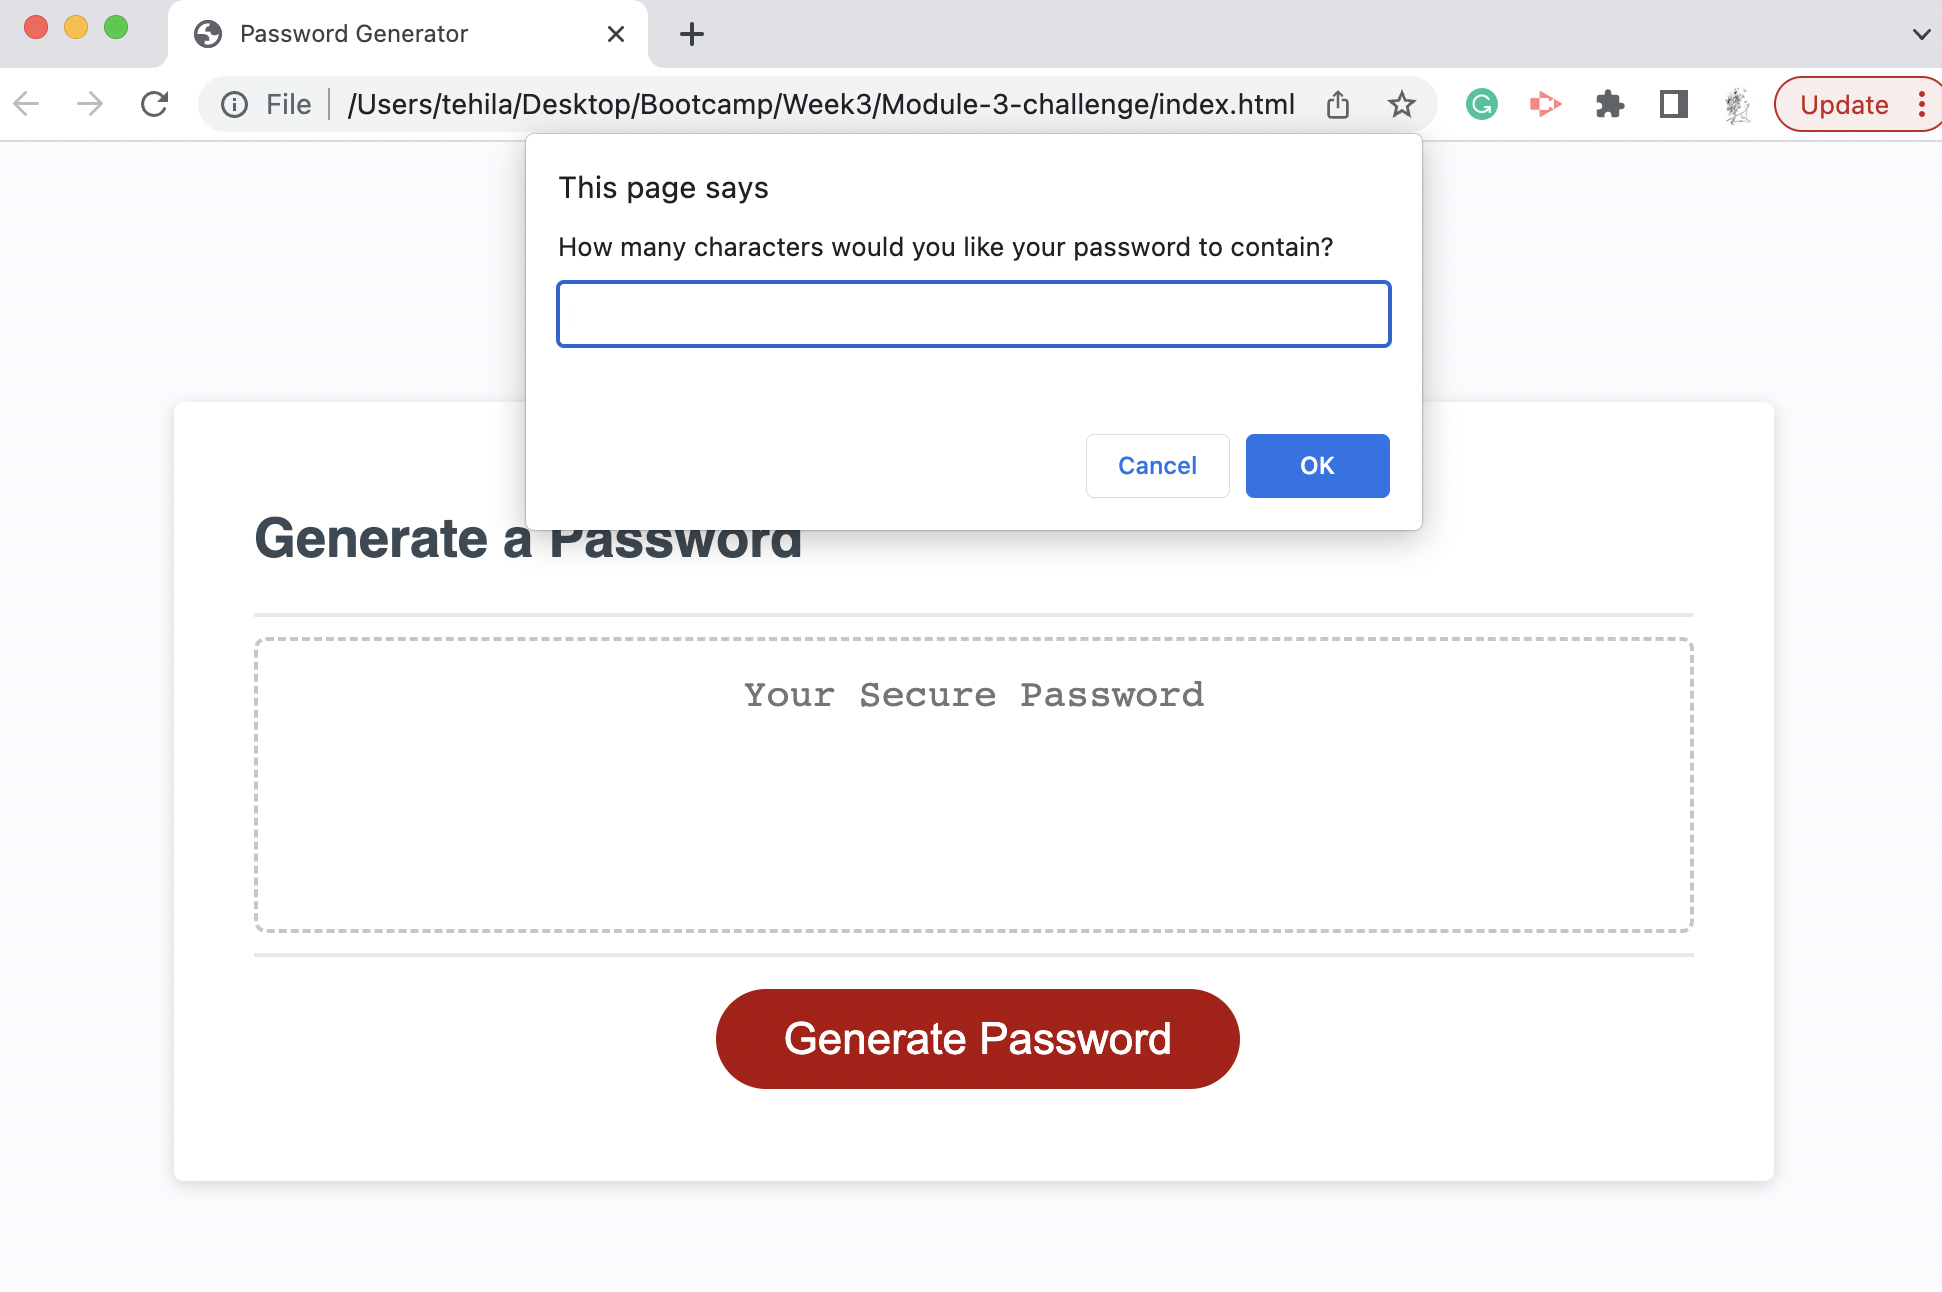 Password Generator
File /Users/tehila/Desktop/Bootcamp/Week3/Module-3-challenge/index.html
Update
This page says
How many characters would you like your password to contain?
Cancel
OK
Generate a Password
Your Secure Password
Generate Password